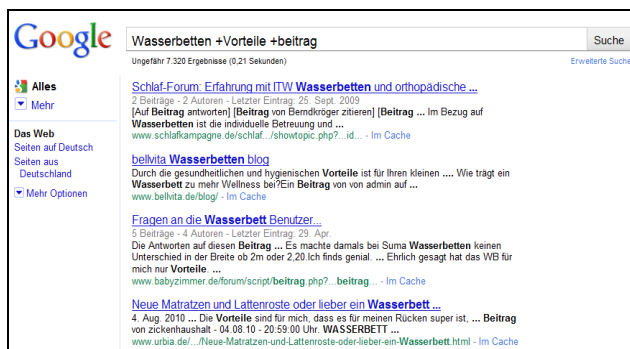 Google
Wasserbetten +Vorteile +beitrag
Suche
Ungefähr 7.320 Ergebnisse (0,21 Sekunden)
Erweiterte Suche
Alles
Mehr
Das Web
Seiten auf Deutsch
Seiten aus
Deutschland
Mehr Optionen
Schlaf-Forum: Erfahrung mit ITW Wasserbetten und orthopädische ...
2 Beiträge - 2 Autoren - Letzter Eintrag: 25. Sept. 2009
[Auf Beitrag antworten] [Beitrag von Berndkröger zitieren] [Beitrag ... Im Bezug auf
Wasserbetten ist die individuelle Betreuung und ...
www.schlafkampagne.de/schlaf.../showtopic.php?...id... - Im Cache
bellvita Wasserbetten blog
Durch die gesundheitlichen und hygienischen Vorteile ist für Ihren kleinen .... Wie trägt ein
Wasserbett zu mehr Wellness bei?Ein Beitrag von von admin auf ...
www.bellvita.de/blog/ - Im Cache
Fragen an die Wasserbett Benutzer...
5 Beiträge - 4 Autoren - Letzter Eintrag: 29. Apr.
Die Antworten auf diesen Beitrag ... Es machte damals bei Suma Wasserbetten keinen
Unterschied in der Breite ob 2m oder 2,20.Ich finds genial. ... Ehrlich gesagt hat das WB für
mich nur Vorteile. ...
www.babyzimmer.de/forum/script/beitrag.php?...beitrag... - Im Cache
Neue Matratzen und Lattenroste oder lieber ein Wasserbett ...
4. Aug. 2010 ... Die Vorteile sind für mich, dass es für meinen Rücken super ist, ... Beitrag
von zickenhaushalt - 04.08.10 - 20:59:00 Uhr. WASSERBETT ...
www.urbia.de/.../Neue-Matratzen-und-Lattenroste-oder-lieber-ein-Wasserbett.html - Im Cache